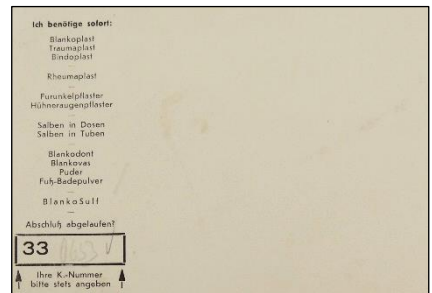 Ich benötige sofort:
Blankoplast
Traumaplast
Bindoplast
Rheumaplast
Furunkelpflaster
Hühneraugenpflaster
Salben in Dosen
Salben in Tuben
Blankodont
Blankovas
Puder
Fuß-Badepulver
BlankoSulf
Abschluß abgelaufen?
33
Ihre K.-Nummer
bitte stets angeben